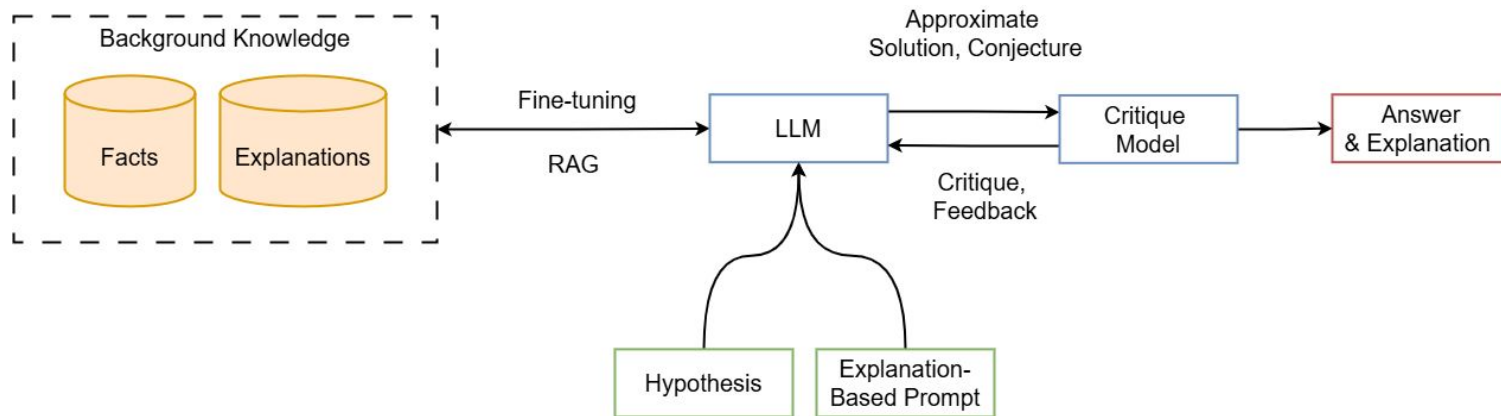 Background Knowledge
Facts
Explanations
Fine-tuning
RAG
LLM
Approximate
Solution, Conjecture
Critique,
Feedback
Critique
Model
Answer
& Explanation
Hypothesis
Explanation-
Based Prompt